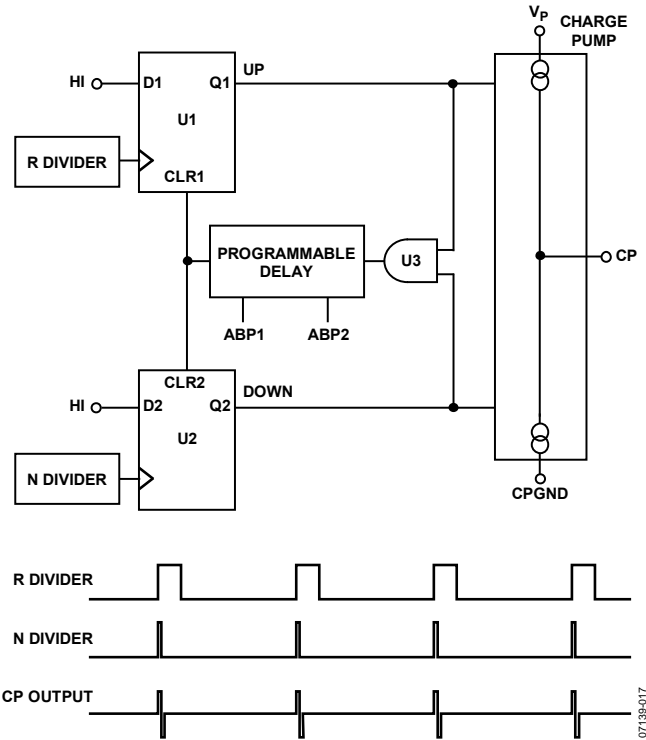 VP
CHARGE
PUMP
HI
D1
Q1
UP
U1
R DIVIDER
CLR1
PROGRAMMABLE
DELAY
U3
CP
ABP1
ABP2
CLR2
HI
D2
Q2
DOWN
U2
N DIVIDER
CPGND
R DIVIDER
N DIVIDER
CP OUTPUT
07139-017